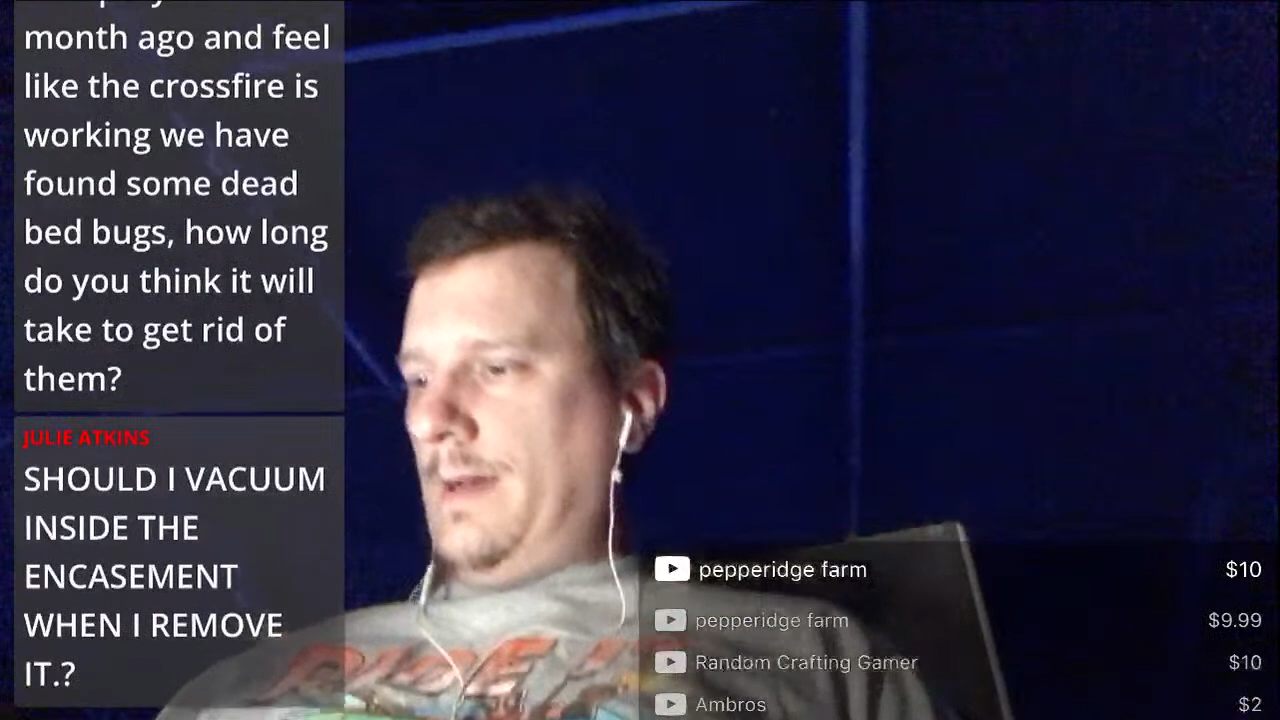 month ago and feel
like the crossfire is
working we have
found some dead
bed bugs, how long
do you think it will
take to get rid of
them?
JULIE ATKINS
SHOULD I VACUUM
INSIDE THE
ENCASEMENT
WHEN I REMOVE
IT.?
pepperidge farm $10
pepperidge farm $9.99
Random Crafting Gamer $10
Ambros $2